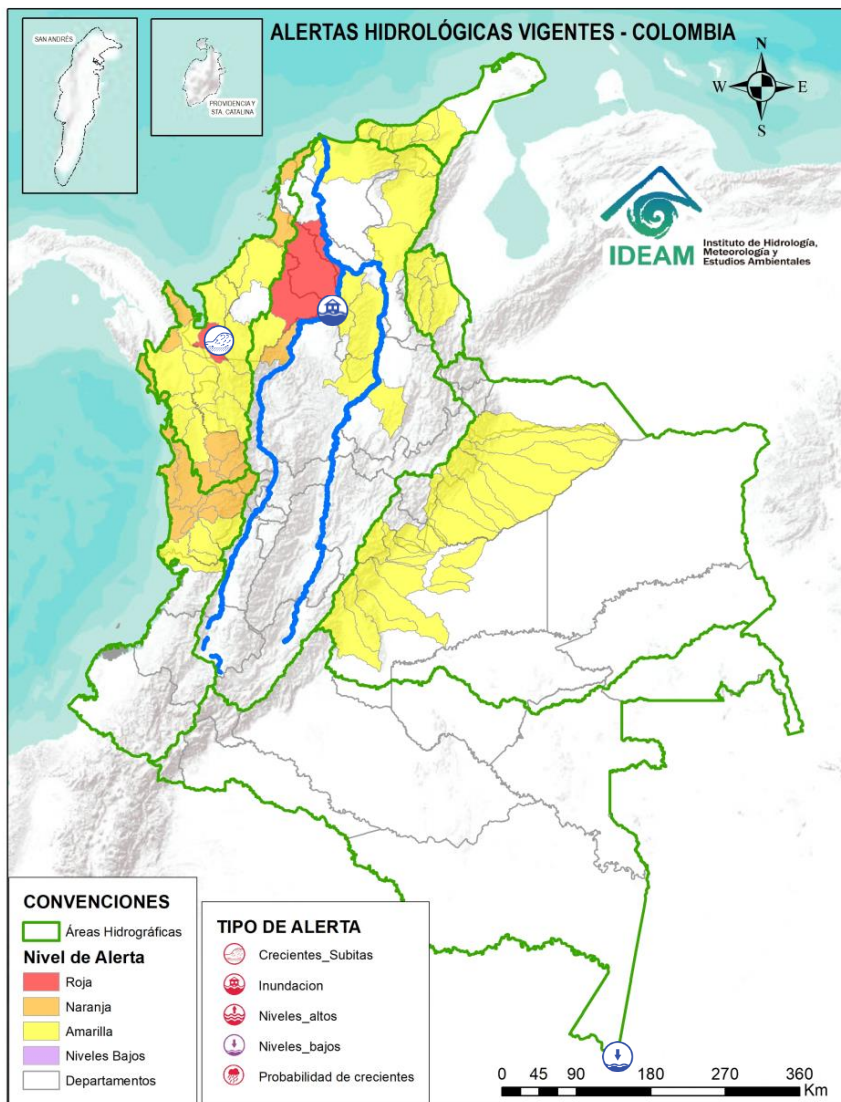 ALERTAS HIDROLÓGICAS VIGENTES - COLOMBIA
SAN ANDRÉS
PROVIDENCIA Y
STA. CATALINA
N
W
E
S
IDEAM
Instituto de Hidrología,
Meteorología y
Estudios Ambientales
CONVENCIONES
Áreas Hidrográficas
Nivel de Alerta
Roja
Naranja
Amarilla
Niveles Bajos
Departamentos
TIPO DE ALERTA
Crecientes_Subitas
Inundacion
Niveles_altos
Niveles_bajos
Probabilidad de crecientes
0 45 90 180 270 360
Km